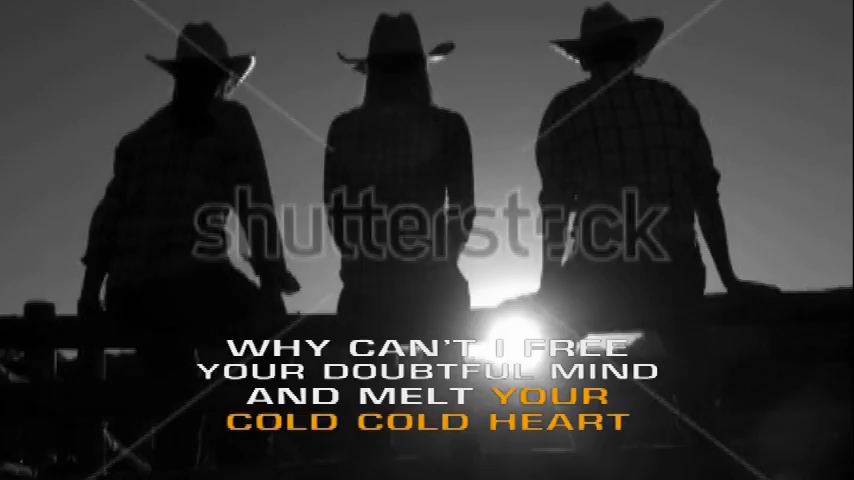 shutterstock
WHY CAN'T I FREE
YOUR DOUBTFUL MIND
AND MELT YOUR
COLD COLD HEART